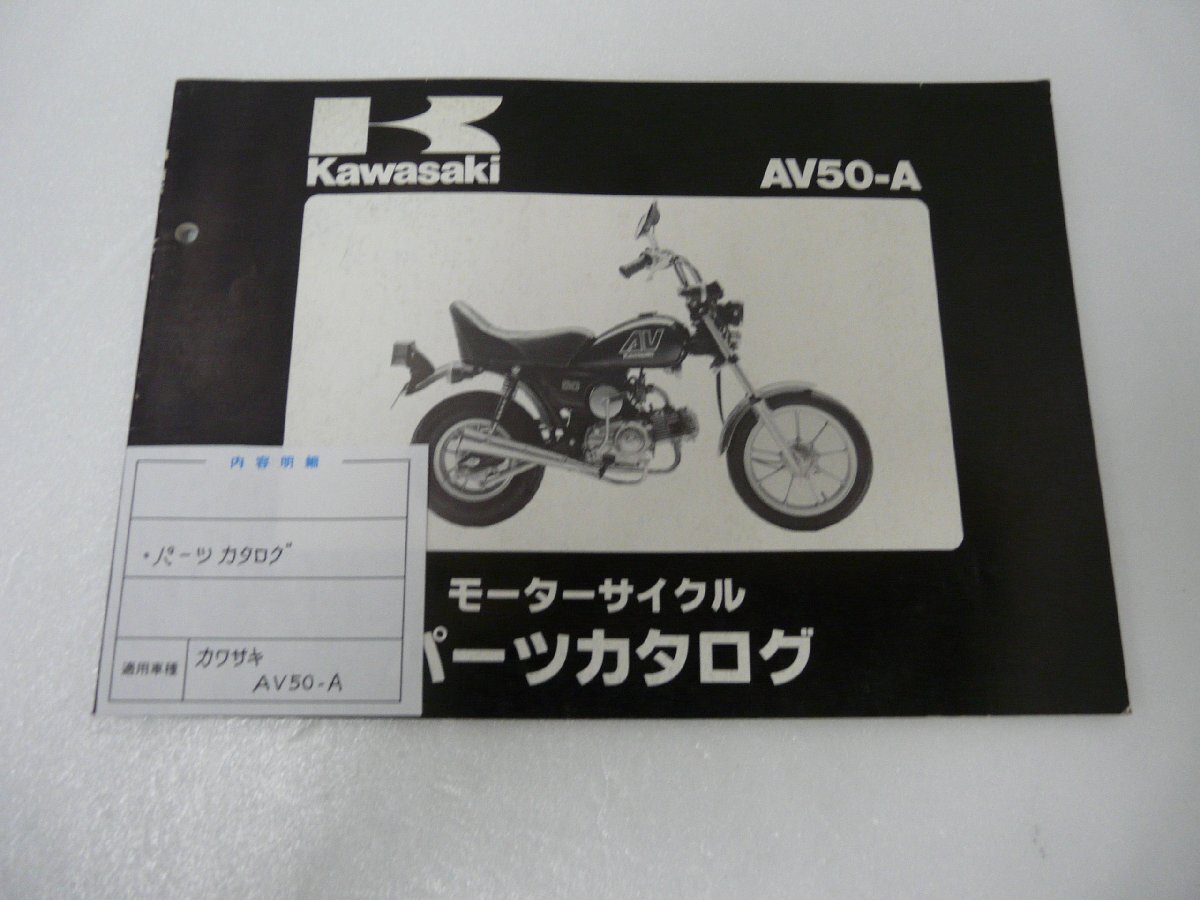 Kawasaki
AV50-A
AV
Kawasaki
内容明細
・パーツカタログ
適用車種
カワサキ
AV50-A
モーターサイクル
パーツカタログ